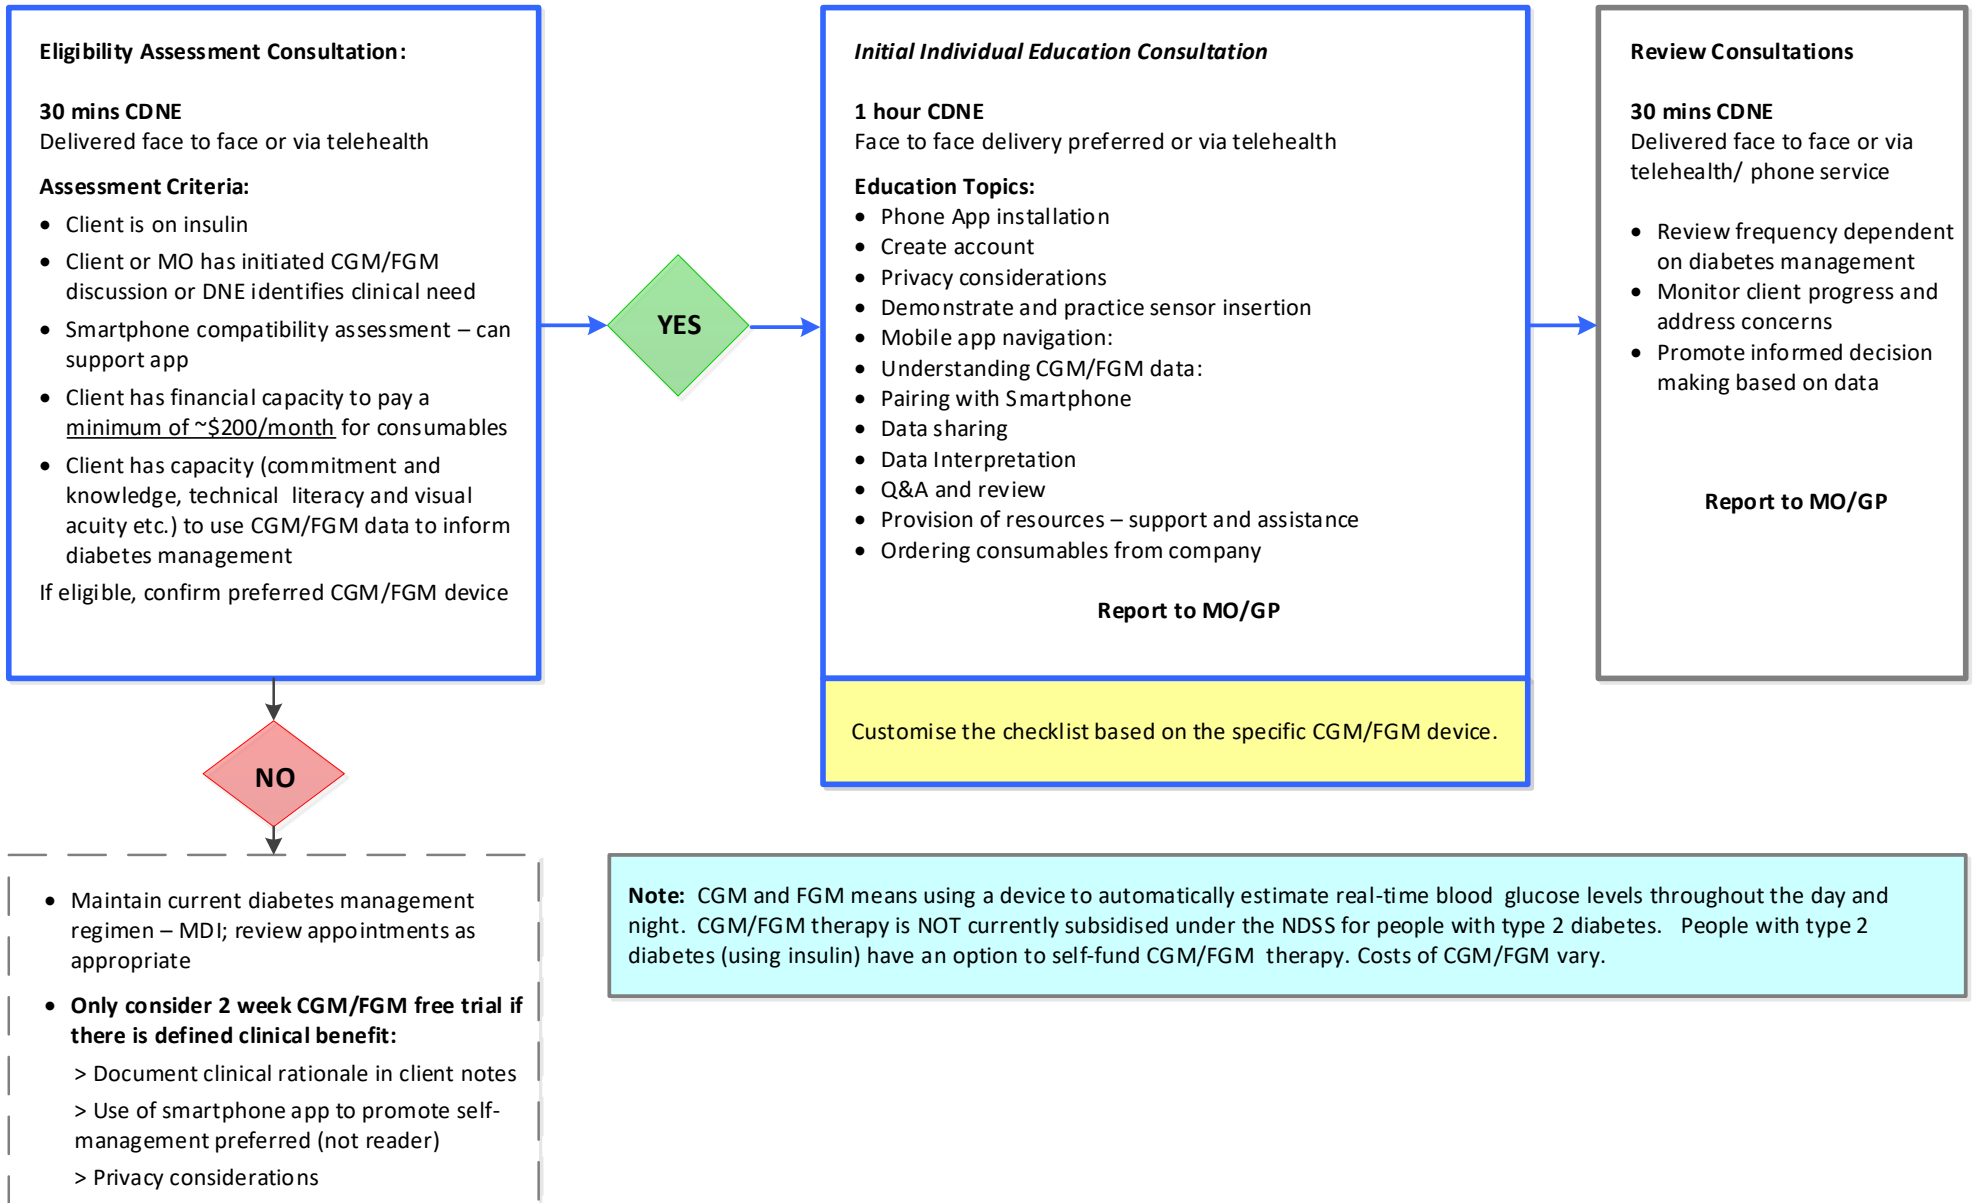 Eligibility Assessment Consultation:
30 mins CDNE
Delivered face to face or via telehealth
Assessment Criteria:
• Client is on insulin
• Client or MO has initiated CGM/FGM
discussion or DNE identifies clinical need
• Smartphone compatibility assessment – can
support app
• Client has financial capacity to pay a
minimum of ~$200/month for consumables
• Client has capacity (commitment and
knowledge, technical literacy and visual
acuity etc.) to use CGM/FGM data to inform
diabetes management
If eligible, confirm preferred CGM/FGM device
YES
Initial Individual Education Consultation
1 hour CDNE
Face to face delivery preferred or via telehealth
Education Topics:
• Phone App installation
• Create account
• Privacy considerations
• Demonstrate and practice sensor insertion
• Mobile app navigation:
• Understanding CGM/FGM data:
• Pairing with Smartphone
• Data sharing
• Data Interpretation
• Q&A and review
• Provision of resources – support and assistance
• Ordering consumables from company
Report to MO/GP
Customise the checklist based on the specific CGM/FGM device.
Review Consultations
30 mins CDNE
Delivered face to face or via
telehealth/ phone service
• Review frequency dependent
on diabetes management
• Monitor client progress and
address concerns
• Promote informed decision
making based on data
Report to MO/GP
NO
• Maintain current diabetes management
regimen – MDI; review appointments as
appropriate
• Only consider 2 week CGM/FGM free trial if
there is defined clinical benefit:
> Document clinical rationale in client notes
> Use of smartphone app to promote self-
management preferred (not reader)
> Privacy considerations
Note: CGM and FGM means using a device to automatically estimate real-time blood glucose levels throughout the day and
night. CGM/FGM therapy is NOT currently subsidised under the NDSS for people with type 2 diabetes. People with type 2
diabetes (using insulin) have an option to self-fund CGM/FGM therapy. Costs of CGM/FGM vary.